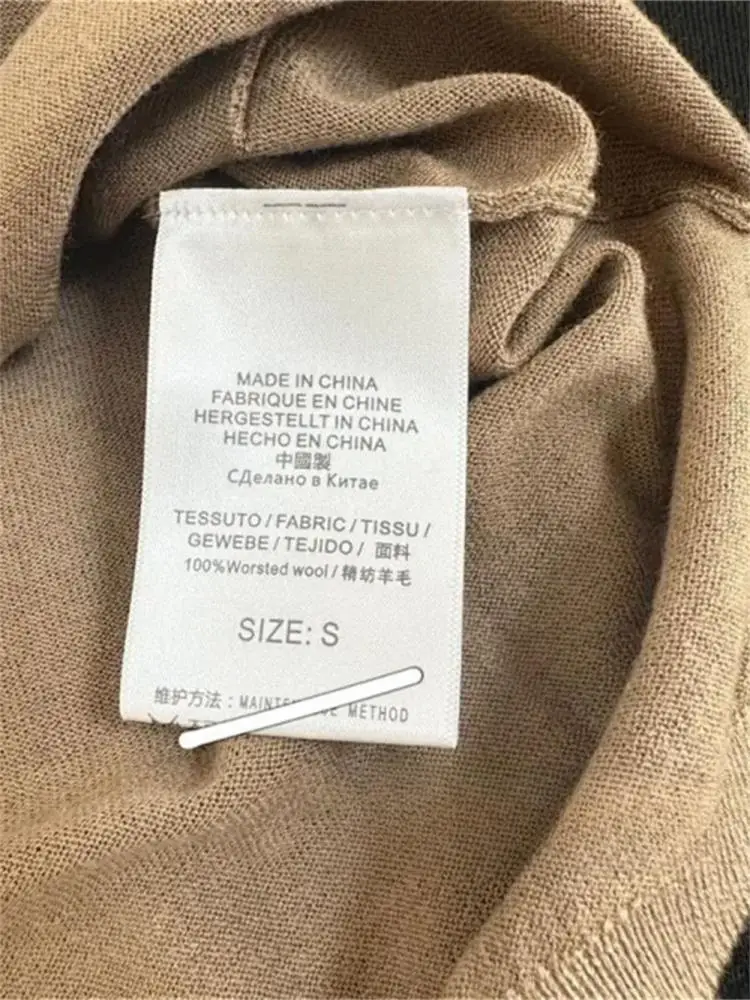 MADE IN CHINA
FABRIQUE EN CHINE
HERGESTELLT IN CHINA
HECHO EN CHINA
中國製
СДелано в Китае
TESSUTO / FABRIC / TISSU /
GEWEBE / TEJIDO / 面料
100%Worsted wool / 精纺羊毛
SIZE: S
维护方法: METHOD